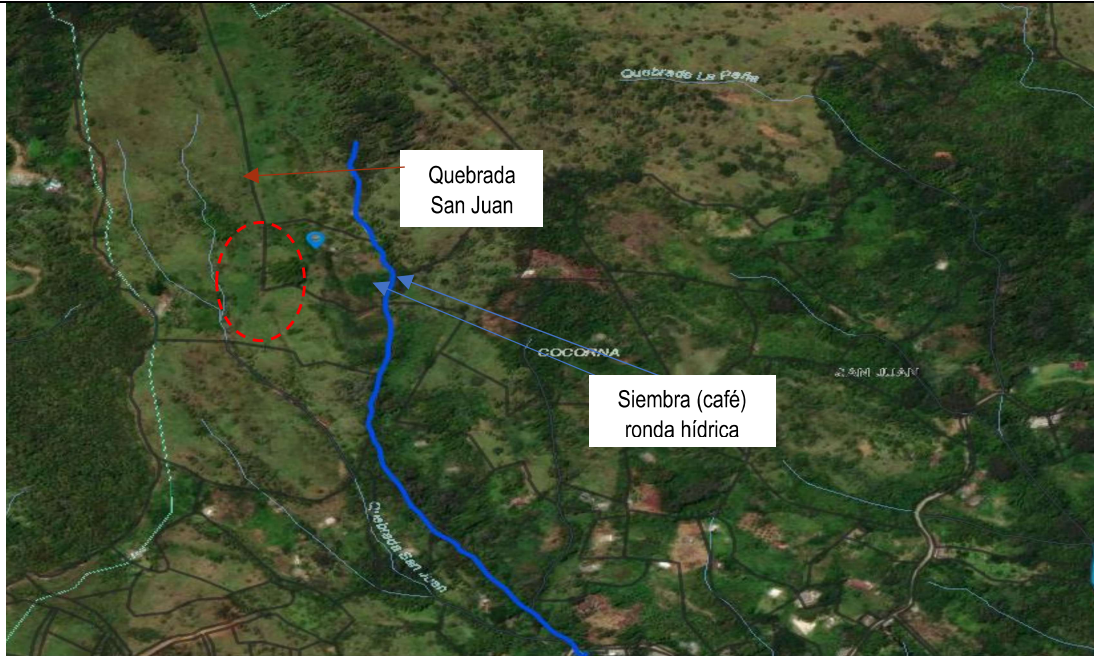 Quebrada La Peña
Quebrada
San Juan
COCORNA
SAN JUAN
Siembra (café)
ronda hídrica
Quebrada San Juan